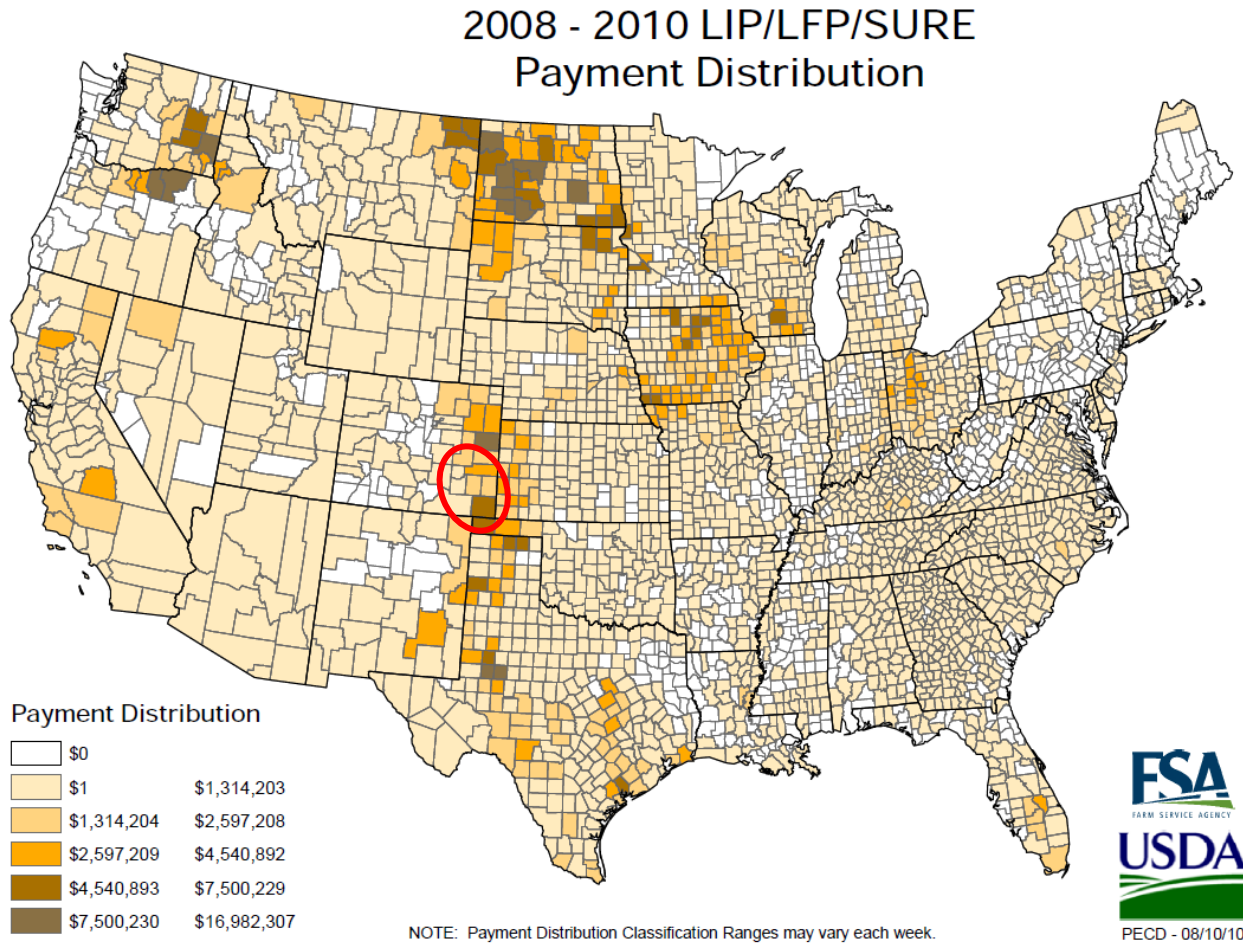 2008 - 2010 LIP/LFP/SURE
Payment Distribution
Payment Distribution
$0
$1 $1,314,203
$1,314,204 $2,597,208
$2,597,209 $4,540,892
$4,540,893 $7,500,229
$7,500,230 $16,982,307
NOTE: Payment Distribution Classification Ranges may vary each week.
FSA
FARM SERVICE AGENCY
USDA
PECD - 08/10/10